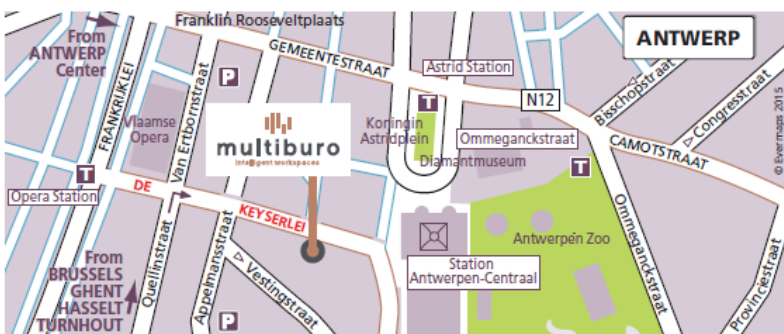 Franklin Rooseveltplaats
ANTWERP
From
ANTWERP
Center
GEMEENTESTRAAT
Astrid Station
FRANKRIJKLEI
Van Ertbornstraat
P
T
N12
Bisschopstraat
Congresstraat
© Evermaps 2015
Vlaamse
Opera
multiburo
intelligent workspaces
Koningin
Astridplein
Ommeganckstraat
CAMOTSTRAAT
Diamantmuseum
T
T
Opera Station
DE
KEYSERLEI
Antwerpen Zoo
Ommeganckstraat
Station
Antwerpen-Centraal
From
BRUSSELS
GHENT
HASSELT
TURNHOUT
Quellinstraat
Appelmansstraat
Vestingstraat
P
Provinciestraat